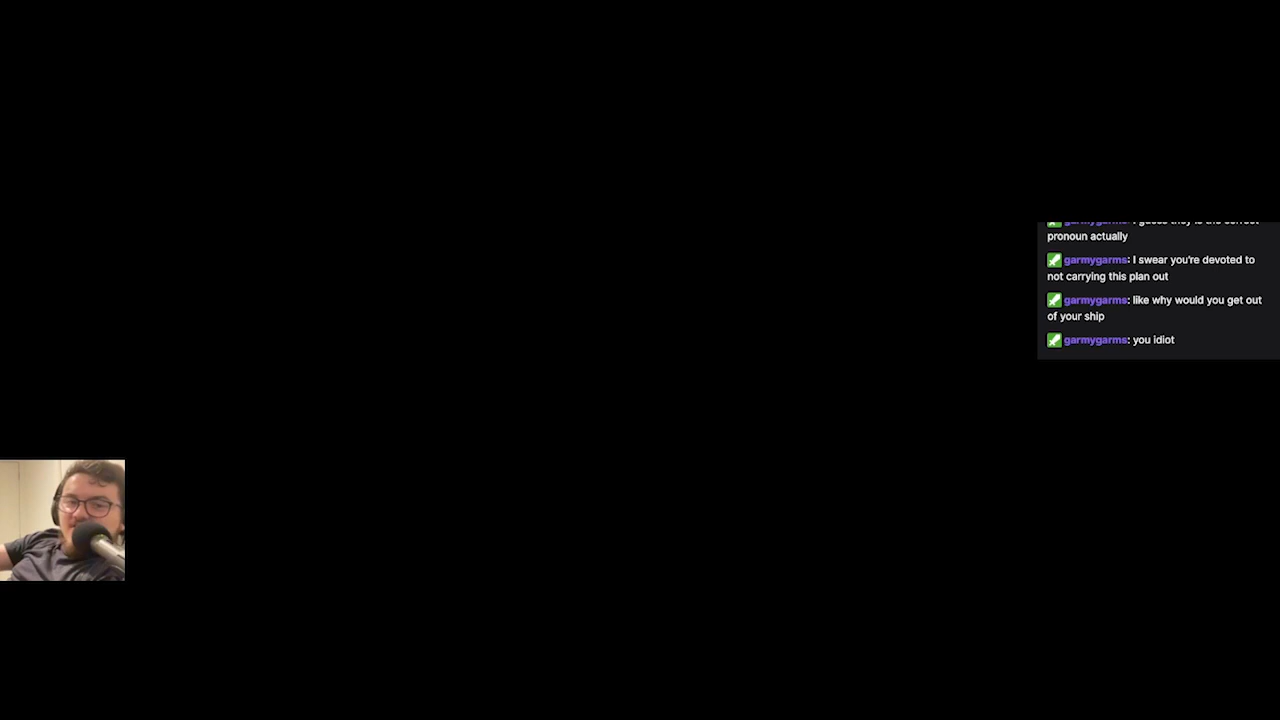 pronoun actually
garmygarms: I swear you're devoted to
not carrying this plan out
garmygarms: like why would you get out
of your ship
garmygarms: you idiot